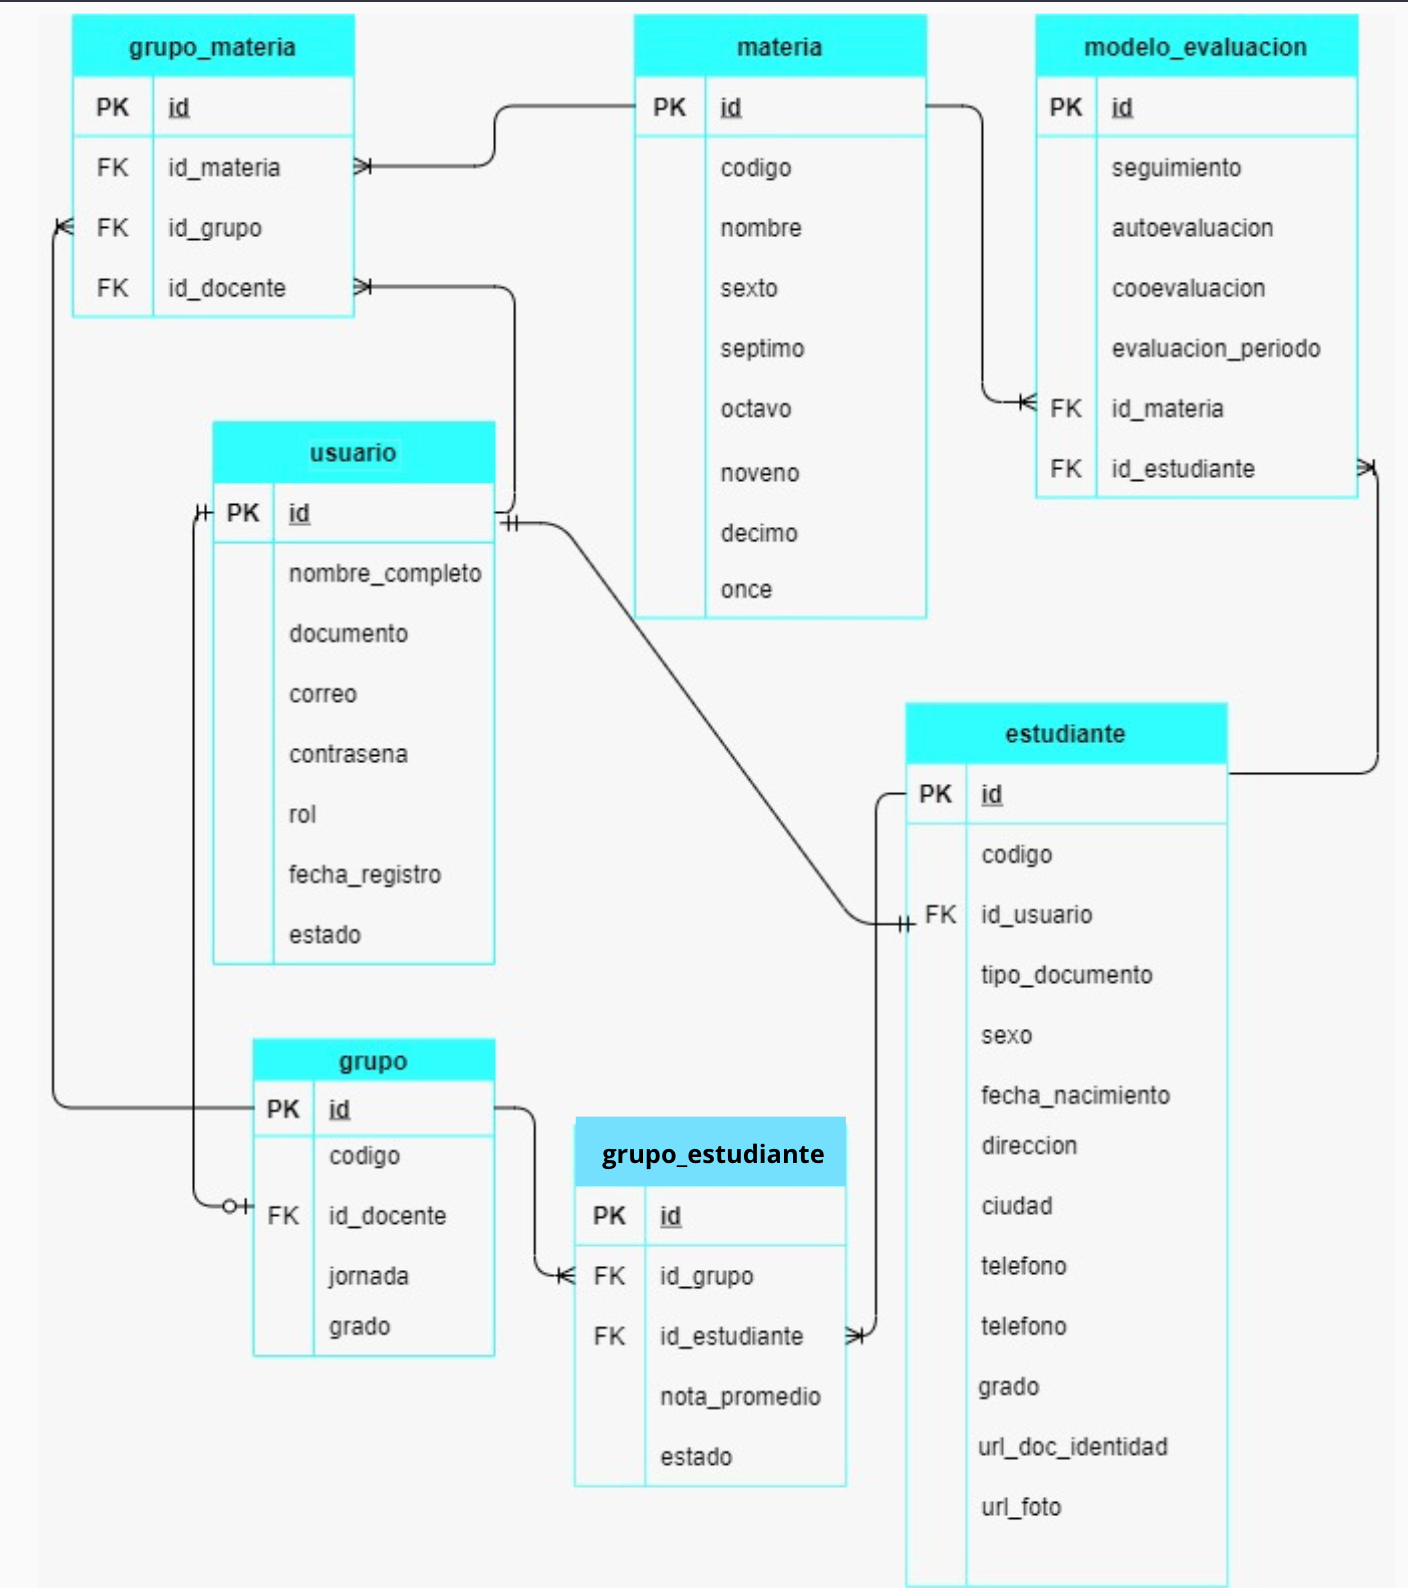 grupo_materia
PK id
FK id_materia
FK id_grupo
FK id_docente
materia
PK id
codigo
nombre
sexto
septimo
octavo
noveno
decimo
once
modelo_evaluacion
PK id
seguimiento
autoevaluacion
cooevaluacion
evaluacion_periodo
FK id_materia
FK id_estudiante
usuario
PK id
nombre_completo
documento
correo
contrasena
rol
fecha_registro
estado
estudiante
PK id
codigo
FK id_usuario
tipo_documento
sexo
fecha_nacimiento
direccion
ciudad
telefono
telefono
grado
url_doc_identidad
url_foto
grupo
PK id
codigo
FK id_docente
jornada
grado
grupo_estudiante
PK id
FK id_grupo
FK id_estudiante
nota_promedio
estado